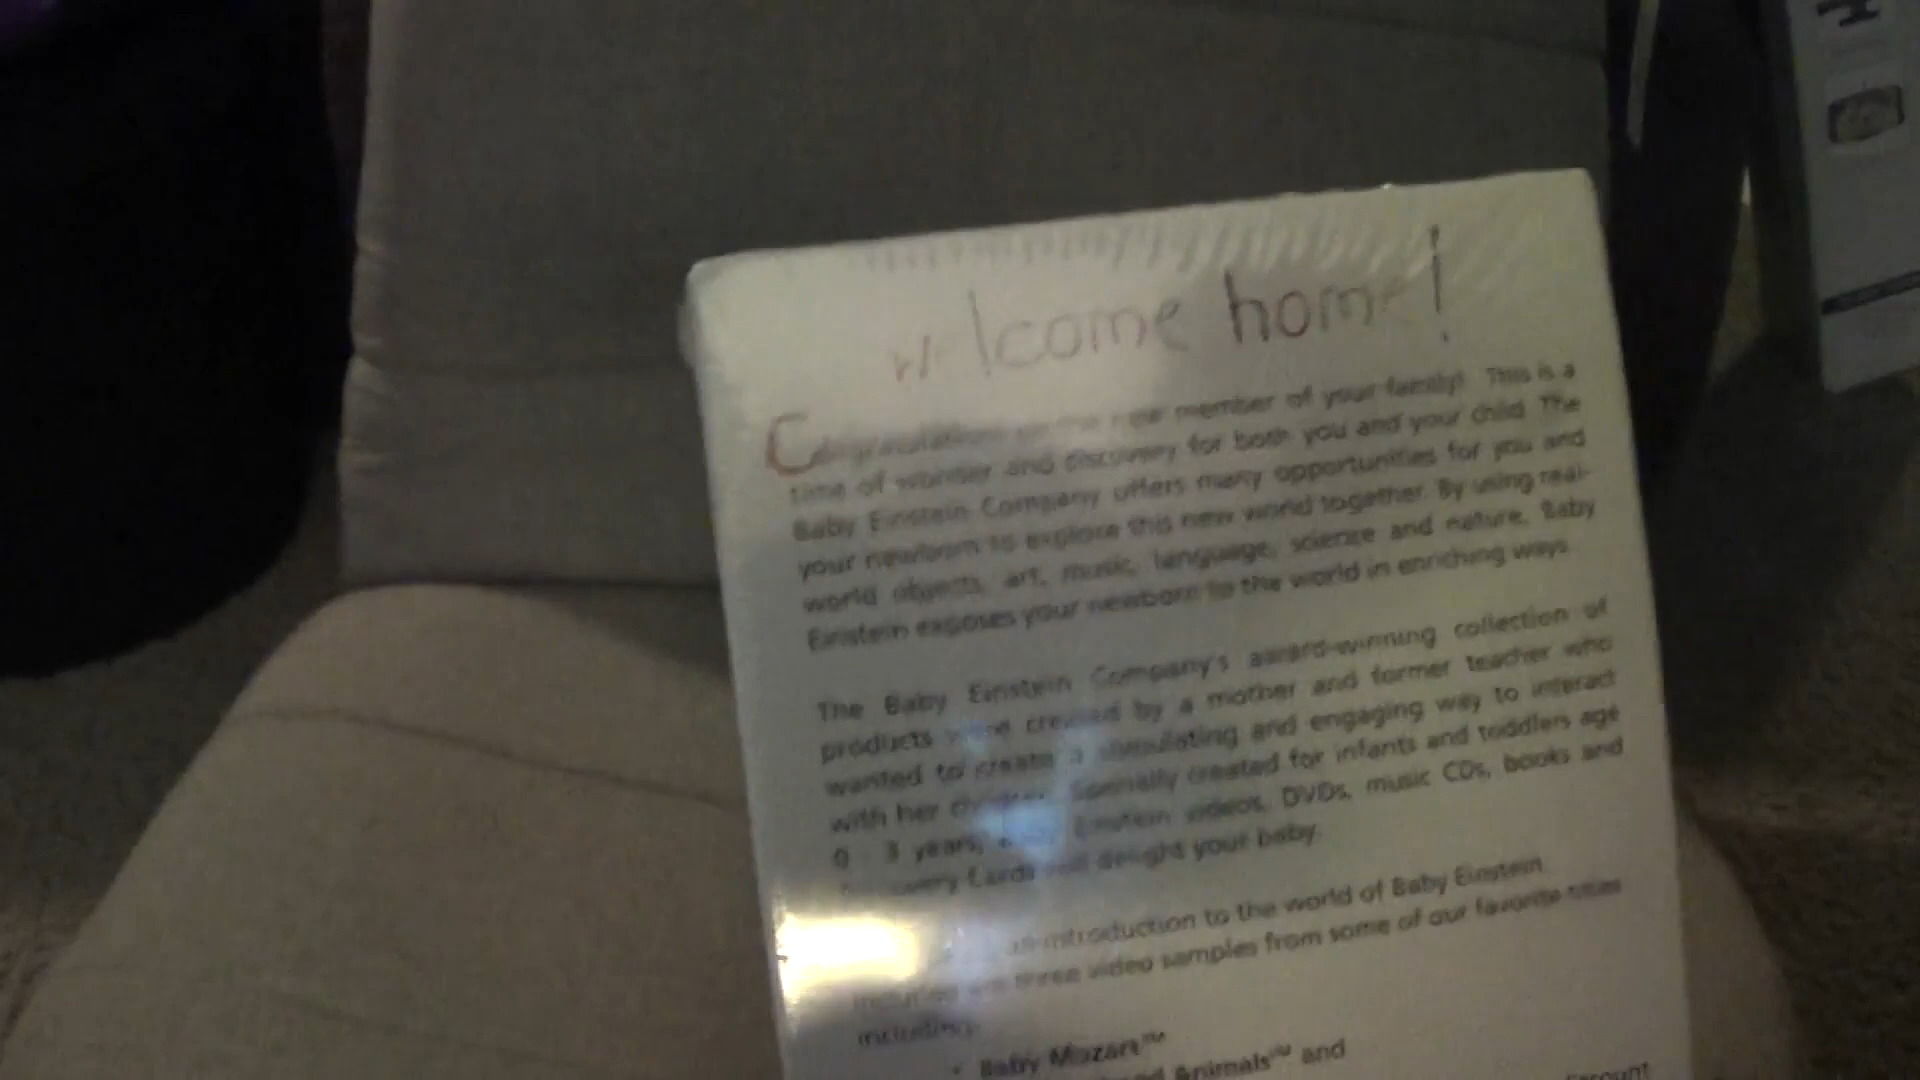 welcome home!
Congratulations on the new member of your family! This is a
time of wonder and discovery for both you and your child. The
Baby Einstein Company offers many opportunities for you and
your newborn to explore this new world together. By using real-
world objects, art, music, language, science and nature, Baby
Einstein exposes your newborn to the world in enriching ways.
The Baby Einstein Company's award-winning collection of
products were created by a mother and former teacher who
wanted to create a stimulating and engaging way to interact
with her children. Specially created for infants and toddlers age
0 - 3 years, Baby Einstein videos, DVDs, music CDs, books and
Cards will delight your baby.
introduction to the world of Baby Einstein.
three video samples from some of our favorite titles
including:
• Baby Mozart™
Animals™ and